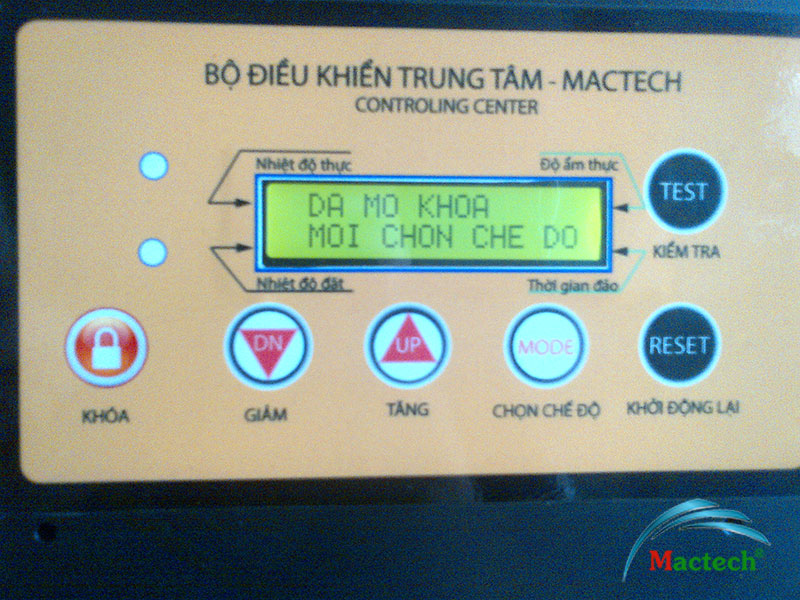 BỘ ĐIỀU KHIỂN TRUNG TÂM - MACTECH
CONTROLING CENTER
Nhiệt độ thực
Độ ẩm thực
DA MO KHOA
MOI CHON CHE DO
TEST
KIỂM TRA
Nhiệt độ đặt
Thời gian đảo
DN
UP
MODE
RESET
KHÓA
GIẢM
TĂNG
CHỌN CHẾ ĐỘ
KHỞI ĐỘNG LẠI
Mactech®